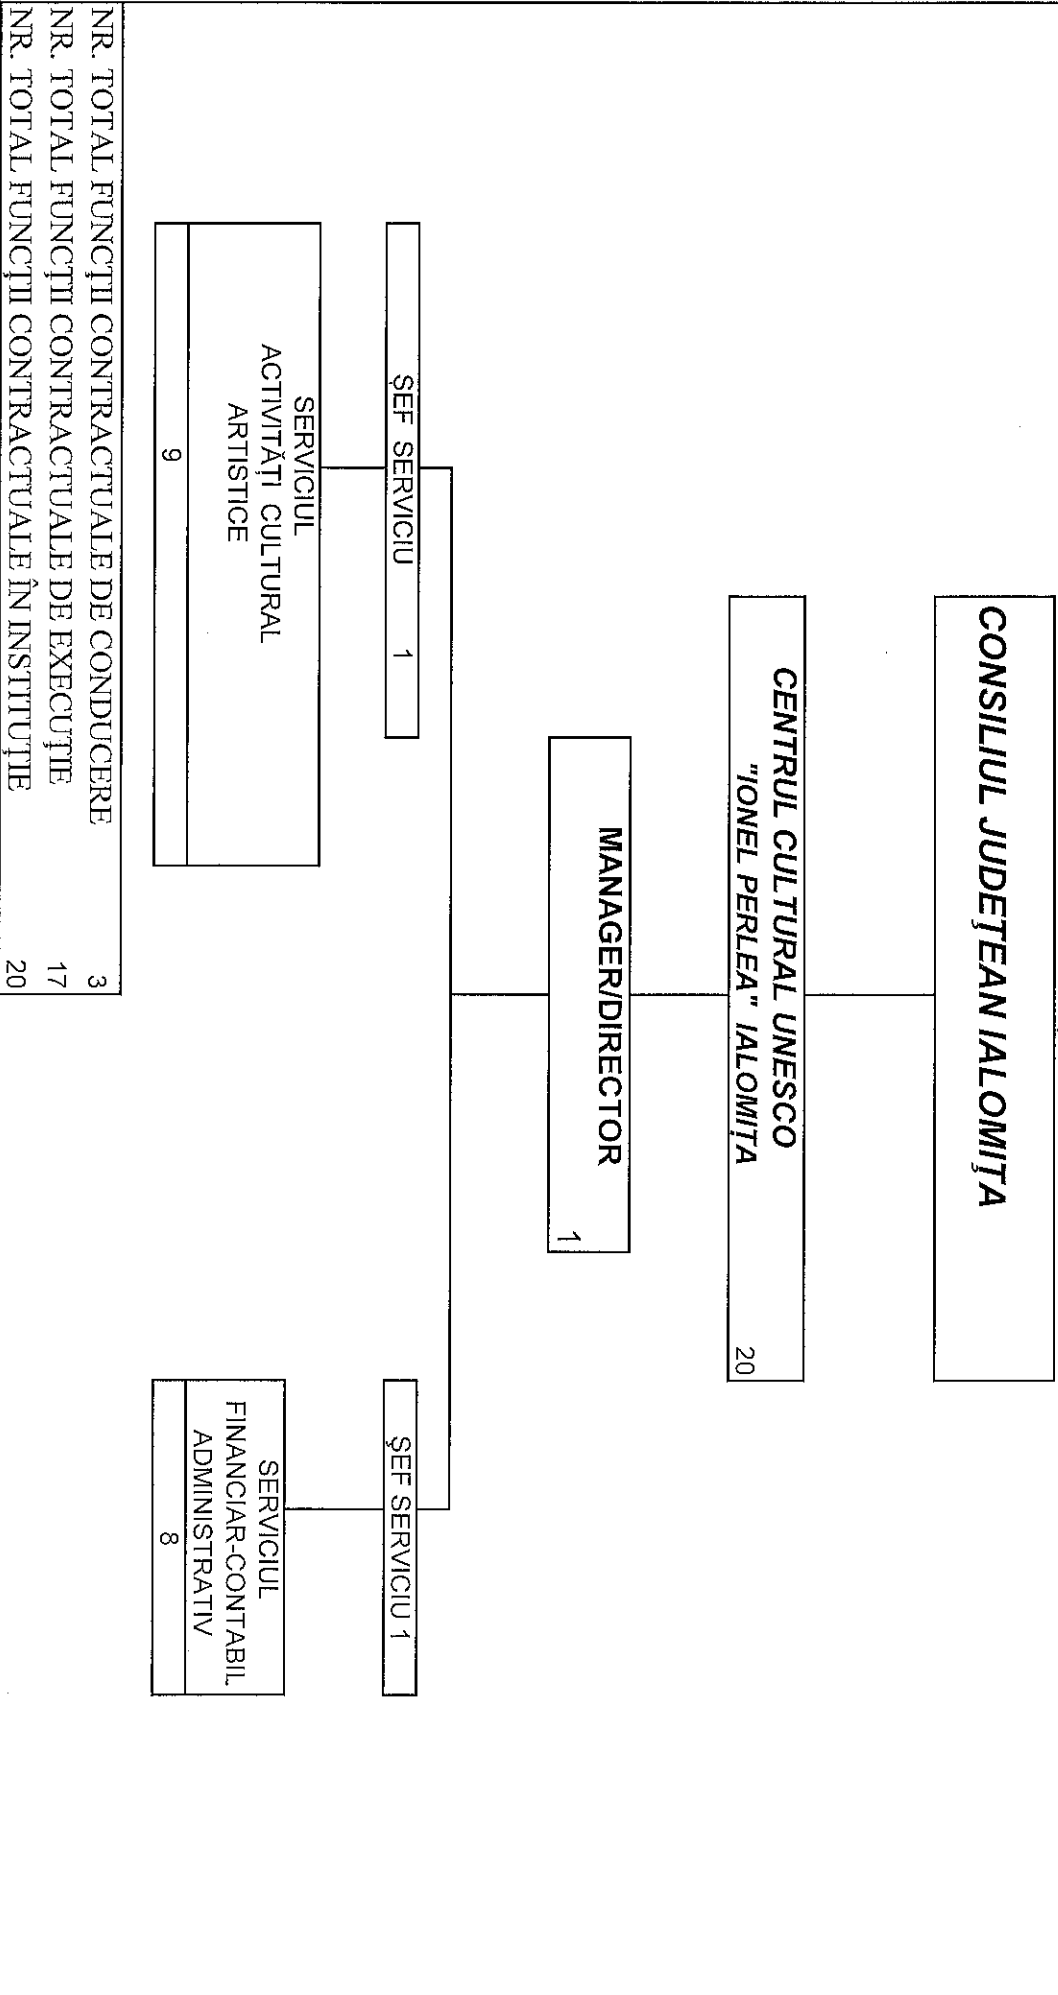 CONSILIUL JUDEŢEAN IALOMIŢA
CENTRUL CULTURAL UNESCO
"IONEL PERLEA" IALOMIŢA
20
MANAGER/DIRECTOR
1
ŞEF SERVICIU 1
ŞEF SERVICIU 1
SERVICIUL
ACTIVITĂŢI CULTURAL
ARTISTICE
9
SERVICIUL
FINANCIAR-CONTABIL
ADMINISTRATIV
8
NR. TOTAL FUNCŢII CONTRACTUALE DE CONDUCERE 3
NR. TOTAL FUNCŢII CONTRACTUALE DE EXECUŢIE 17
NR. TOTAL FUNCŢII CONTRACTUALE ÎN INSTITUŢIE 20